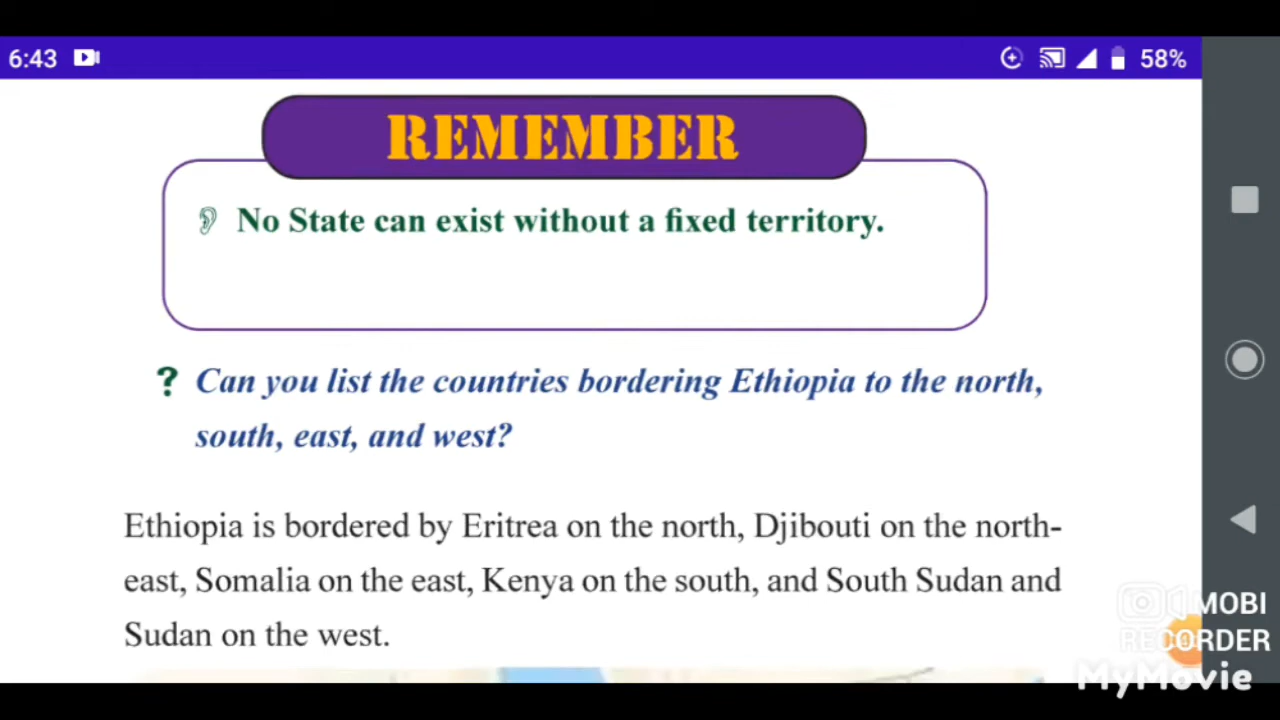 6:43
58%
REMEMBER
No State can exist without a fixed territory.
? Can you list the countries bordering Ethiopia to the north,
south, east, and west?
Ethiopia is bordered by Eritrea on the north, Djibouti on the north-
east, Somalia on the east, Kenya on the south, and South Sudan and
Sudan on the west.
MOBI
RECORDER
MyMovie